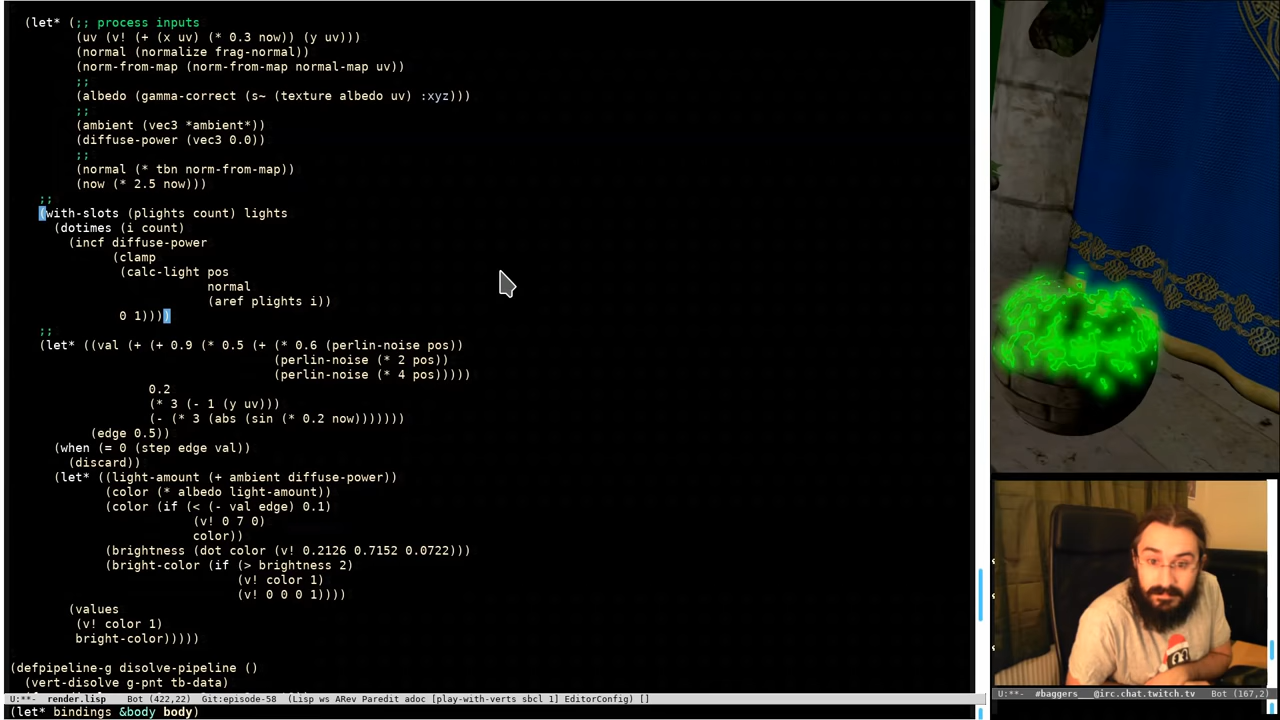 (let* (;; process inputs
(uv (v! (+ (x uv) (* 0.3 now)) (y uv)))
(normal (normalize frag-normal))
(norm-from-map (norm-from-map normal-map uv))
;;
(albedo (gamma-correct (s~ (texture albedo uv) :xyz)))
;;
(ambient (vec3 *ambient*))
(diffuse-power (vec3 0.0))
;;
(normal (* tbn norm-from-map))
(now (* 2.5 now)))
;;
(with-slots (plights count) lights
(dotimes (i count)
(incf diffuse-power
(clamp
(calc-light pos
normal
(aref plights i))
0 1))))
;;
(let* ((val (+ (+ 0.9 (* 0.5 (+ (* 0.6 (perlin-noise pos))
(perlin-noise (* 2 pos))
(perlin-noise (* 4 pos)))))
0.2
(* 3 (- 1 (y uv)))
(- (* 3 (abs (sin (* 0.2 now)))))))
(edge 0.5))
(when (= 0 (step edge val))
(discard))
(let* ((light-amount (+ ambient diffuse-power))
(color (* albedo light-amount))
(color (if (< (- val edge) 0.1)
(v! 0 7 0)
color))
(brightness (dot color (v! 0.2126 0.7152 0.0722)))
(bright-color (if (> brightness 2)
(v! color 1)
(v! 0 0 0 1))))
(values
(v! color 1)
bright-color)))))
(defpipeline-g disolve-pipeline ()
(vert-disolve g-pnt tb-data)
U:**- render.lisp Bot (422,22) Git:episode-58 (Lisp ws ARev Paredit adoc [play-with-verts sbcl 1] EditorConfig) []
(let* bindings &body body)
U:**- #baggers___@irc.chat.twitch.tv Bot (167,2)